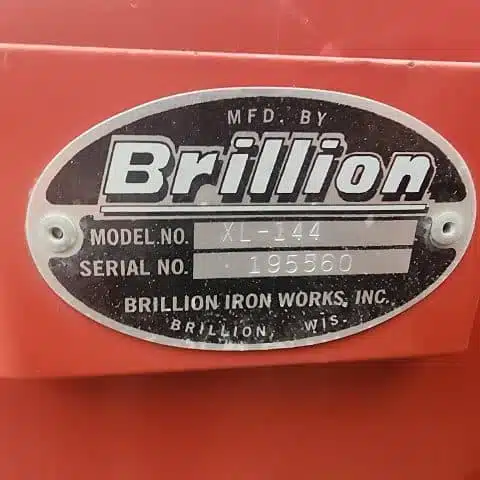 MFD. BY
Brillion
MODEL NO. XL-144
SERIAL NO. 195560
BRILLION IRON WORKS, INC.
BRILLION, WIS.